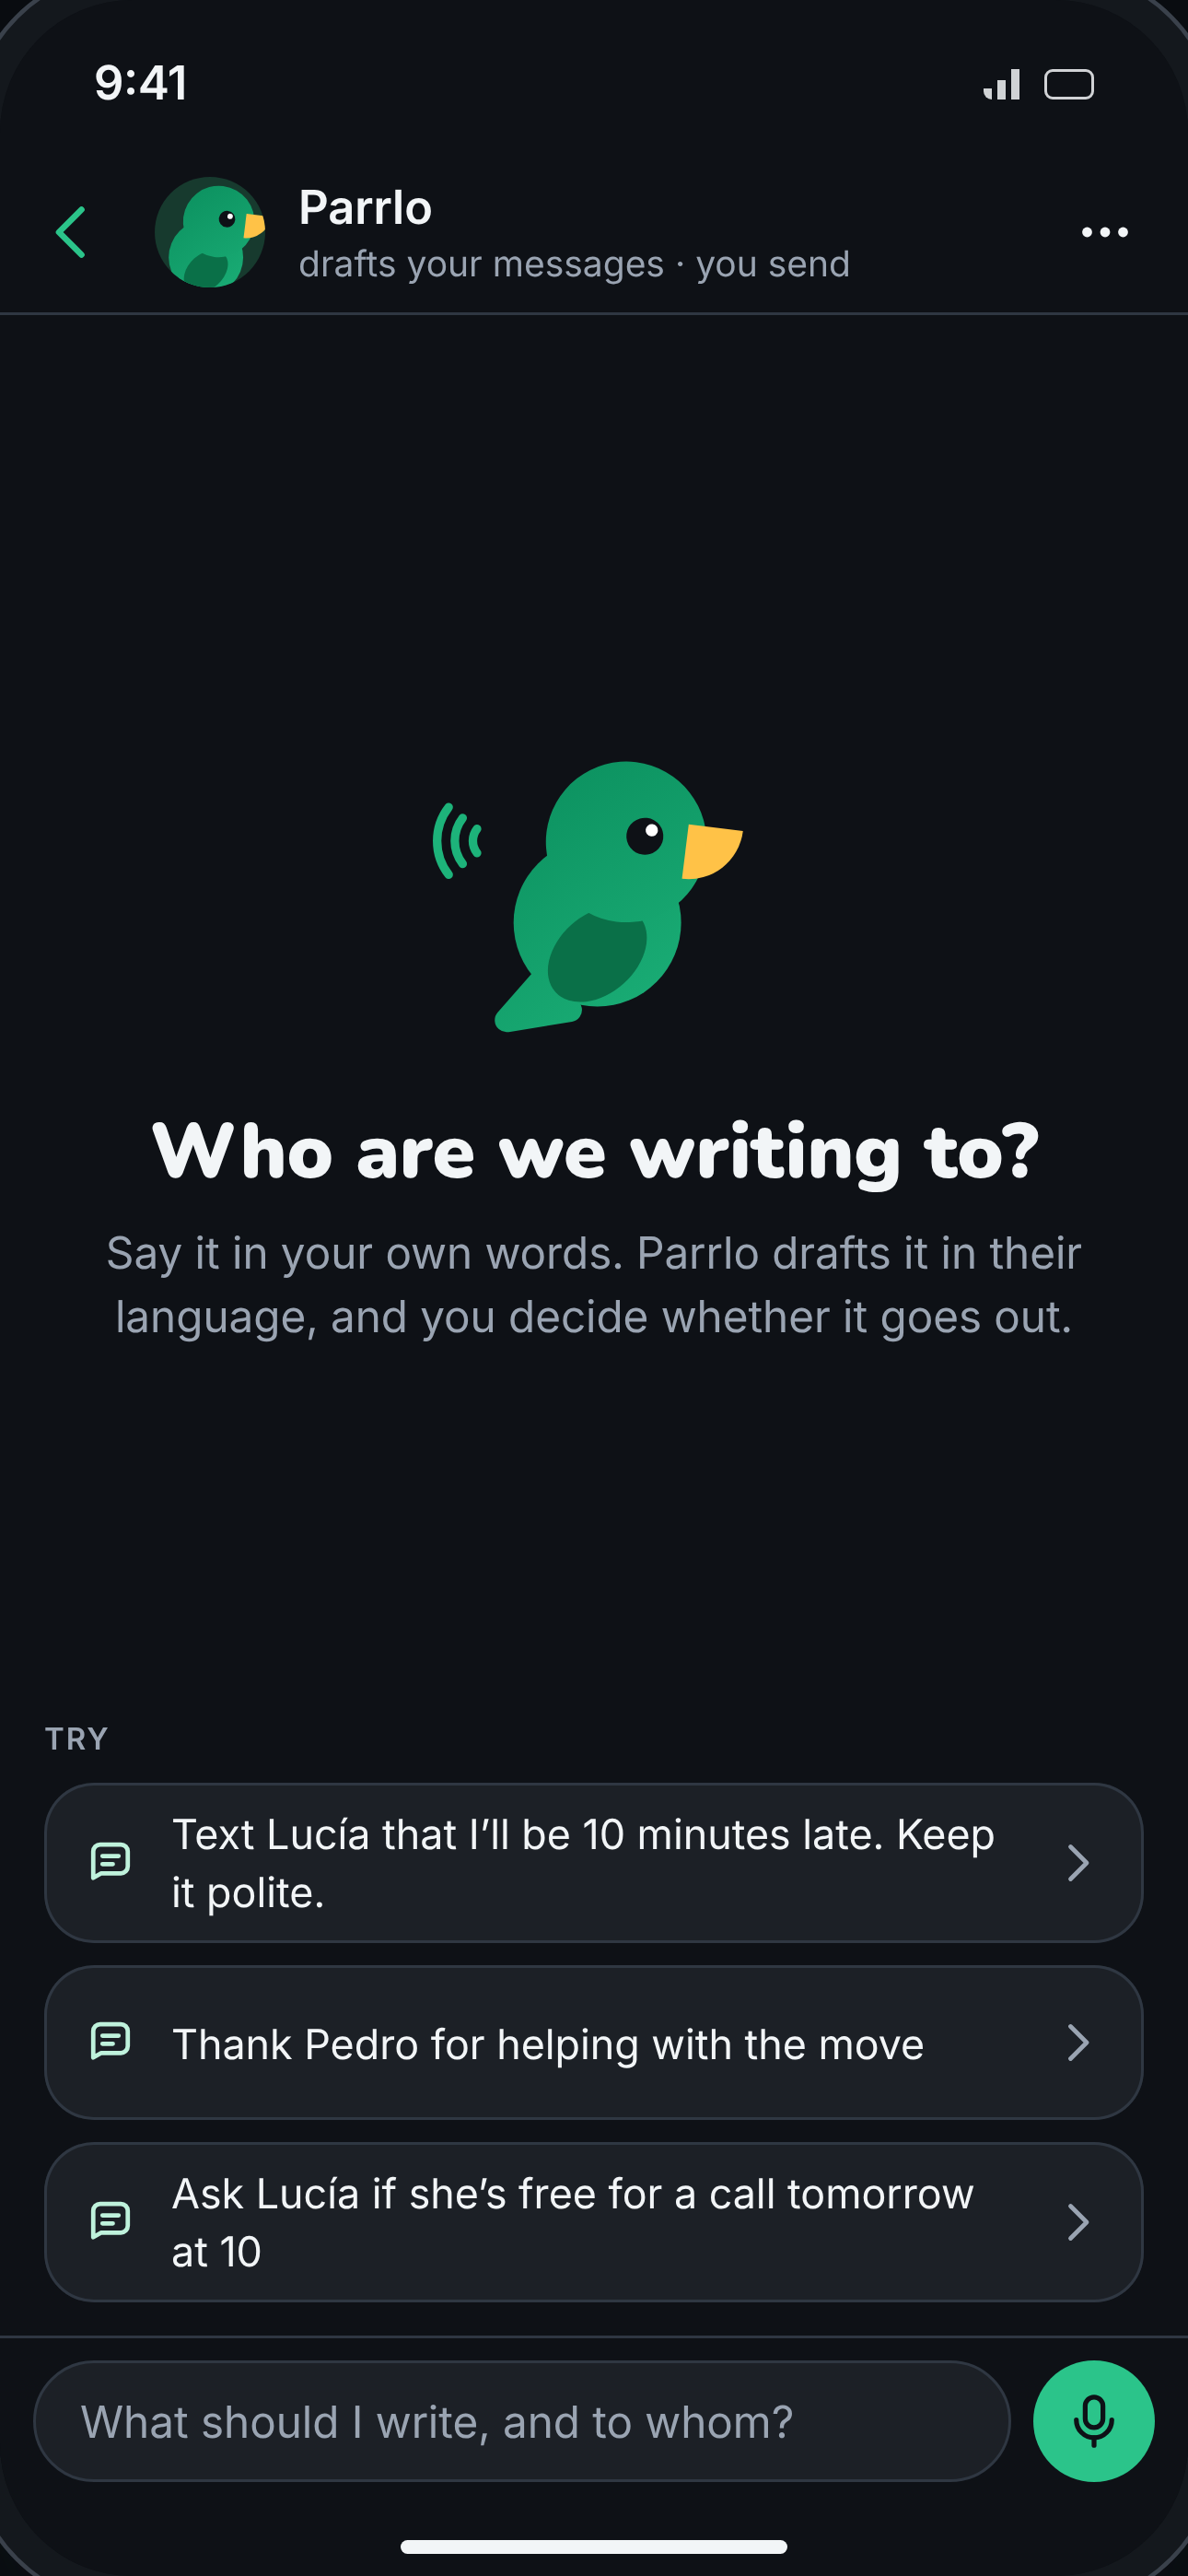 9:41
Parrlo
drafts your messages · you send
Who are we writing to?
Say it in your own words. Parrlo drafts it in their
language, and you decide whether it goes out.
TRY
Text Lucía that I’ll be 10 minutes late. Keep
it polite.
Thank Pedro for helping with the move
Ask Lucía if she’s free for a call tomorrow
at 10
What should I write, and to whom?